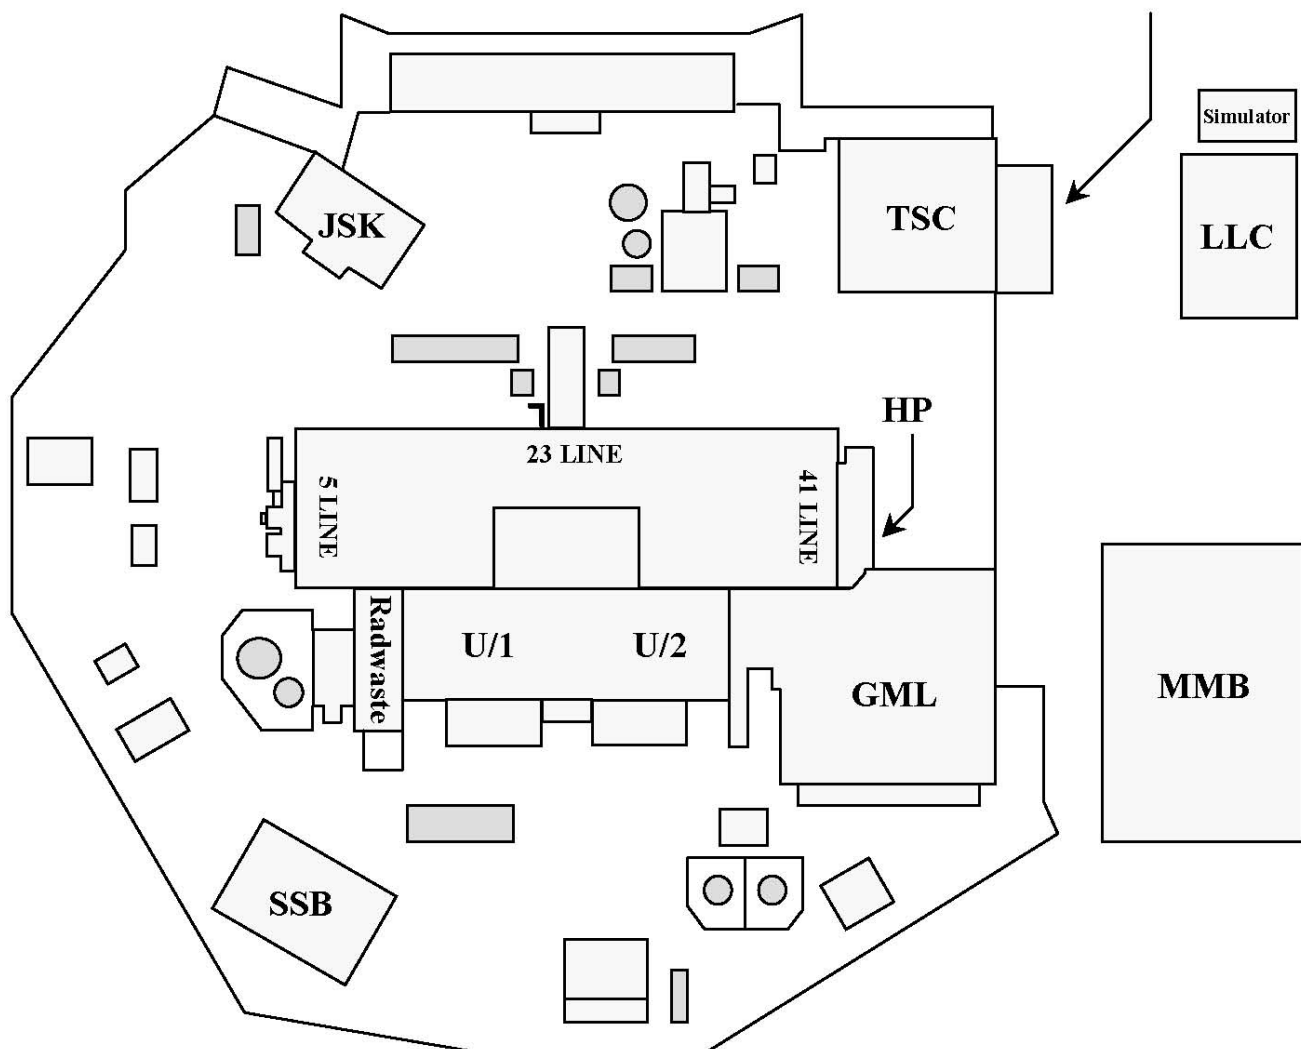 Simulator
JSK
TSC
LLC
HP
23 LINE
5 LINE
41 LINE
Radwaste
U/1
U/2
GML
MMB
SSB